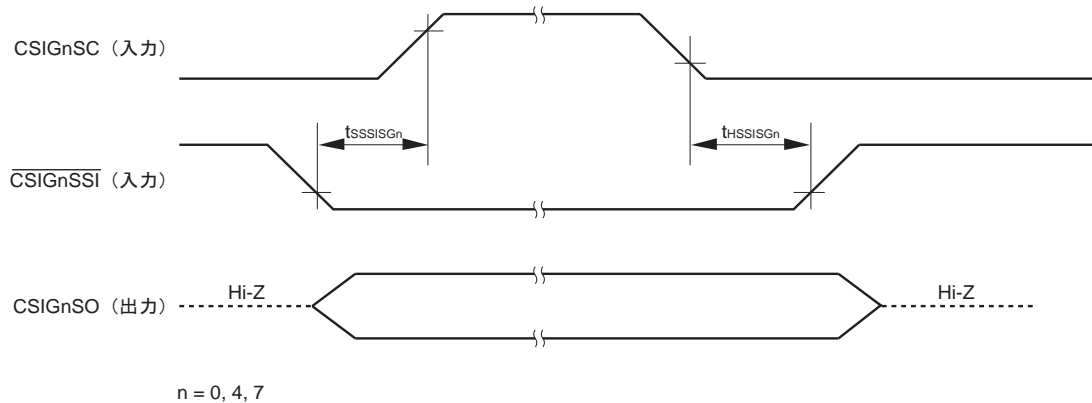 CSIGnSC（入力）
tSSSISGn
tHSSISGn
CSIGnSSI（入力）
Hi-Z
Hi-Z
CSIGnSO（出力）
n = 0, 4, 7